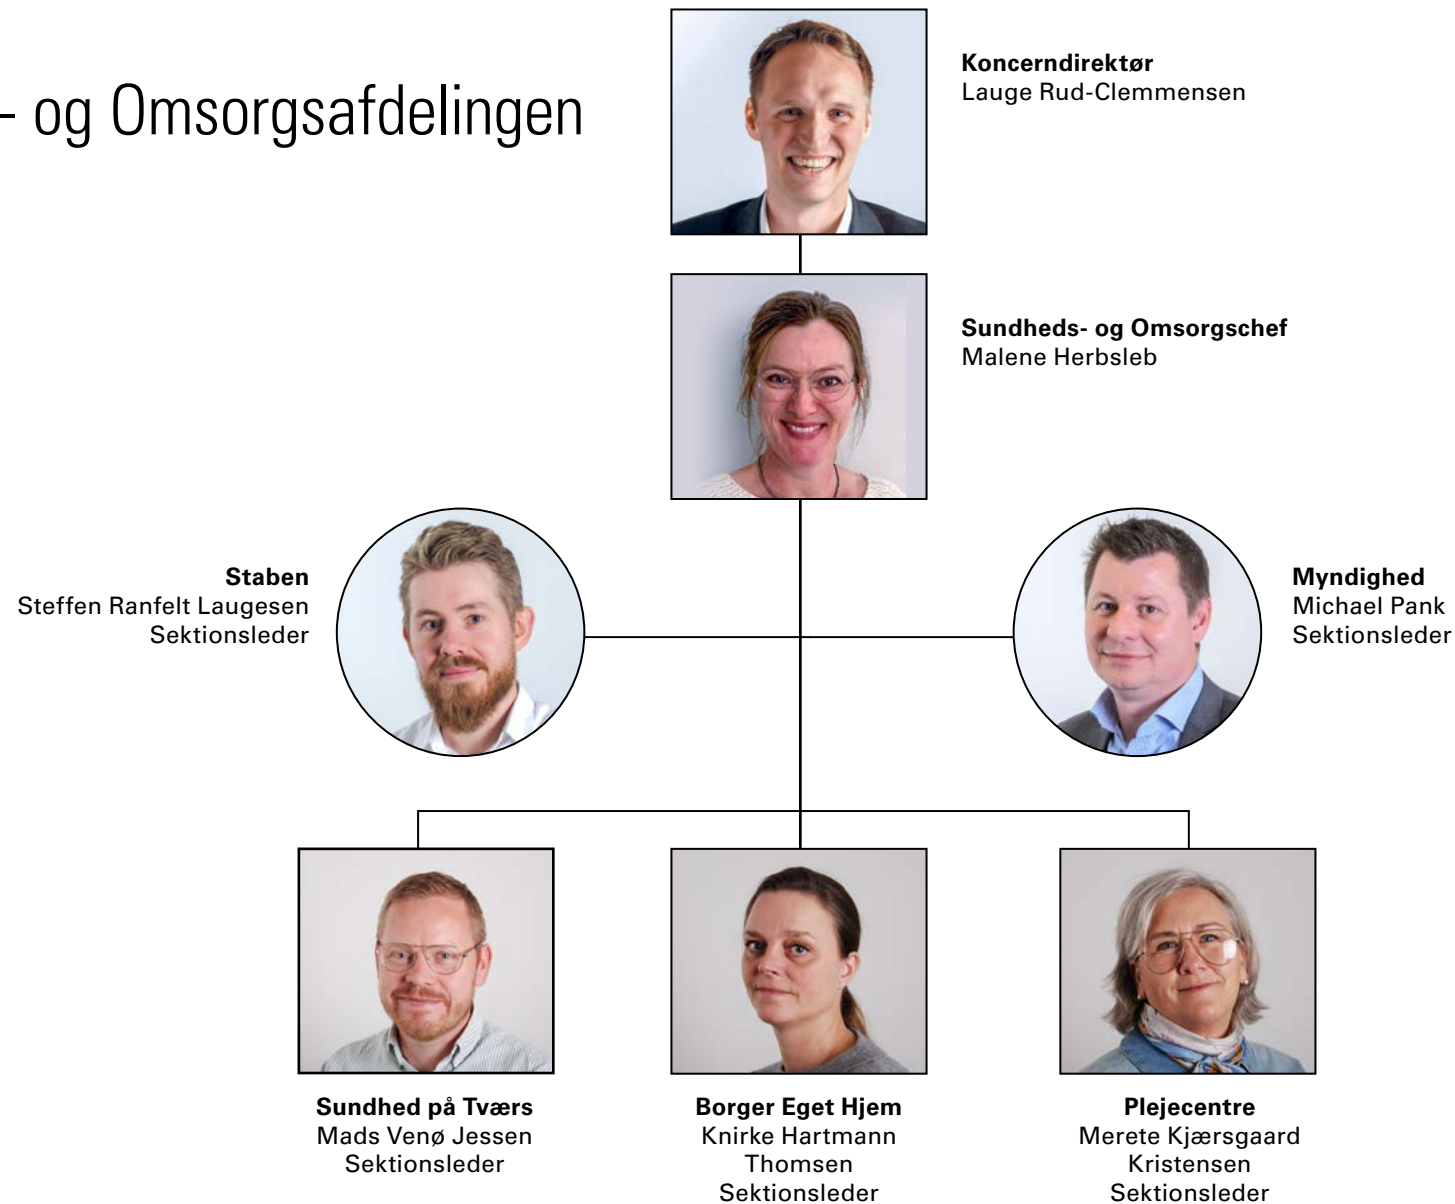 - og Omsorgsafdelingen
Koncerndirektør
Lauge Rud-Clemmensen
Sundheds- og Omsorgschef
Malene Herbsleb
Staben
Steffen Ranfelt Laugesen
Sektionsleder
Myndighed
Michael Pank
Sektionsleder
Sundhed på Tværs
Mads Venø Jessen
Sektionsleder
Borger Eget Hjem
Knirke Hartmann
Thomsen
Sektionsleder
Plejecentre
Merete Kjærsgaard
Kristensen
Sektionsleder